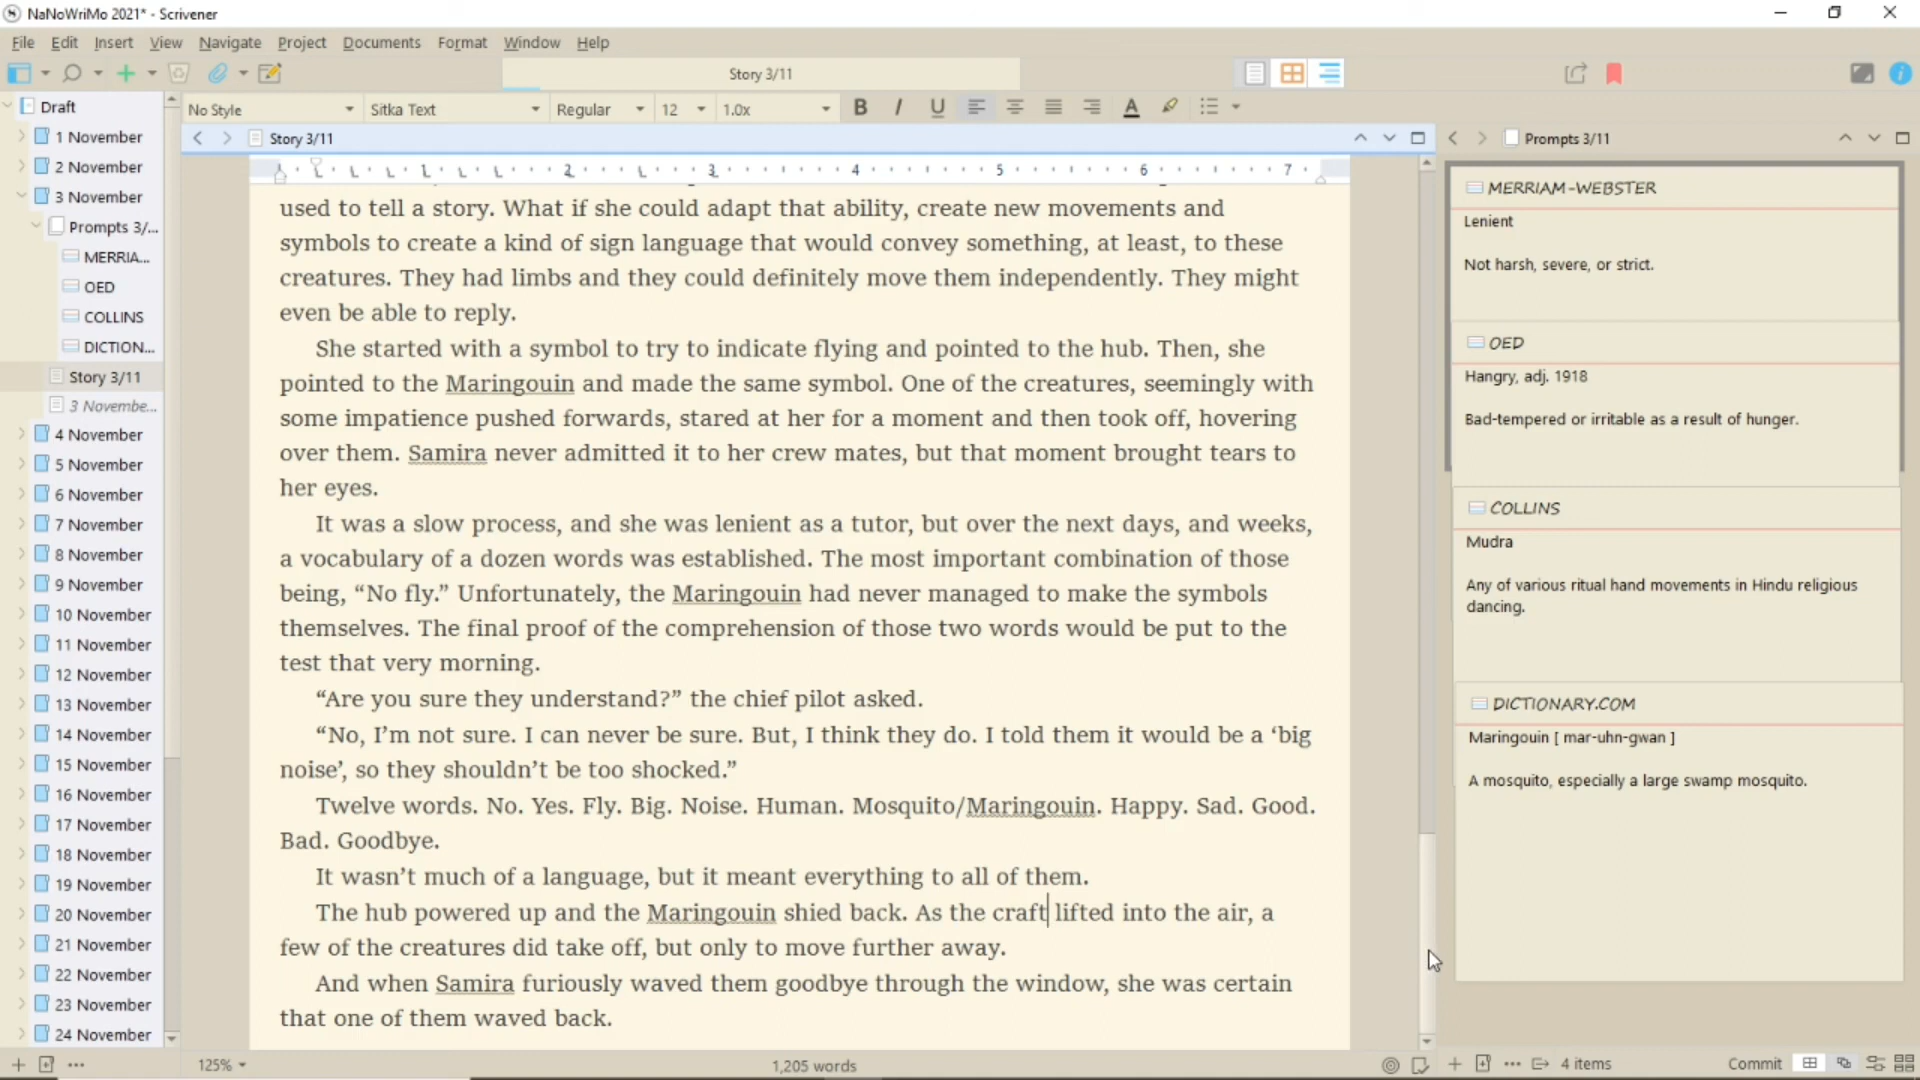 NaNoWriMo 2021* - Scrivener
File Edit Insert View Navigate Project Documents Format Window Help
Story 3/11
No Style Sitka Text Regular 12 1.0x B I U A
Draft
1 November
2 November
3 November
Prompts 3/...
MERRIA...
OED
COLLINS
DICTION...
Story 3/11
3 Novembe...
4 November
5 November
6 November
7 November
8 November
9 November
10 November
11 November
12 November
13 November
14 November
15 November
16 November
17 November
18 November
19 November
20 November
21 November
22 November
23 November
24 November
Story 3/11
1 2 3 4 5 6 7
used to tell a story. What if she could adapt that ability, create new movements and
symbols to create a kind of sign language that would convey something, at least, to these
creatures. They had limbs and they could definitely move them independently. They might
even be able to reply.
She started with a symbol to try to indicate flying and pointed to the hub. Then, she
pointed to the Maringouin and made the same symbol. One of the creatures, seemingly with
some impatience pushed forwards, stared at her for a moment and then took off, hovering
over them. Samira never admitted it to her crew mates, but that moment brought tears to
her eyes.
It was a slow process, and she was lenient as a tutor, but over the next days, and weeks,
a vocabulary of a dozen words was established. The most important combination of those
being, “No fly.” Unfortunately, the Maringouin had never managed to make the symbols
themselves. The final proof of the comprehension of those two words would be put to the
test that very morning.
“Are you sure they understand?” the chief pilot asked.
“No, I’m not sure. I can never be sure. But, I think they do. I told them it would be a ‘big
noise’, so they shouldn’t be too shocked.”
Twelve words. No. Yes. Fly. Big. Noise. Human. Mosquito/Maringouin. Happy. Sad. Good.
Bad. Goodbye.
It wasn’t much of a language, but it meant everything to all of them.
The hub powered up and the Maringouin shied back. As the craft lifted into the air, a
few of the creatures did take off, but only to move further away.
And when Samira furiously waved them goodbye through the window, she was certain
that one of them waved back.
125% 1,205 words
Prompts 3/11
MERRIAM-WEBSTER
Lenient
Not harsh, severe, or strict.
OED
Hangry, adj. 1918
Bad-tempered or irritable as a result of hunger.
COLLINS
Mudra
Any of various ritual hand movements in Hindu religious
dancing.
DICTIONARY.COM
Maringouin [ mar-uhn-gwan ]
A mosquito, especially a large swamp mosquito.
4 items Commit